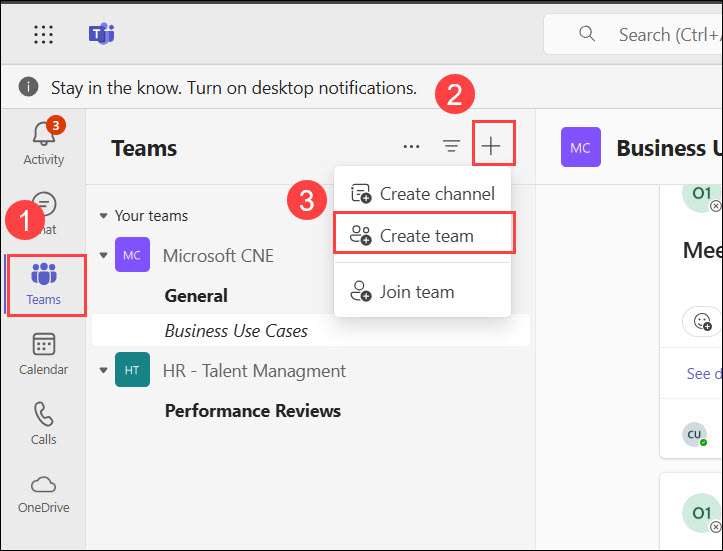 Search (Ctrl+A
Stay in the know. Turn on desktop notifications.
2
3
Activity
Teams
MC
Business U
3
Create channel
Create team
Join team
1
hat
Teams
Calendar
Calls
OneDrive
Your teams
MC
Microsoft CNE
General
Business Use Cases
HT
HR - Talent Managment
Performance Reviews
O1
Mee
See d
CU
O1